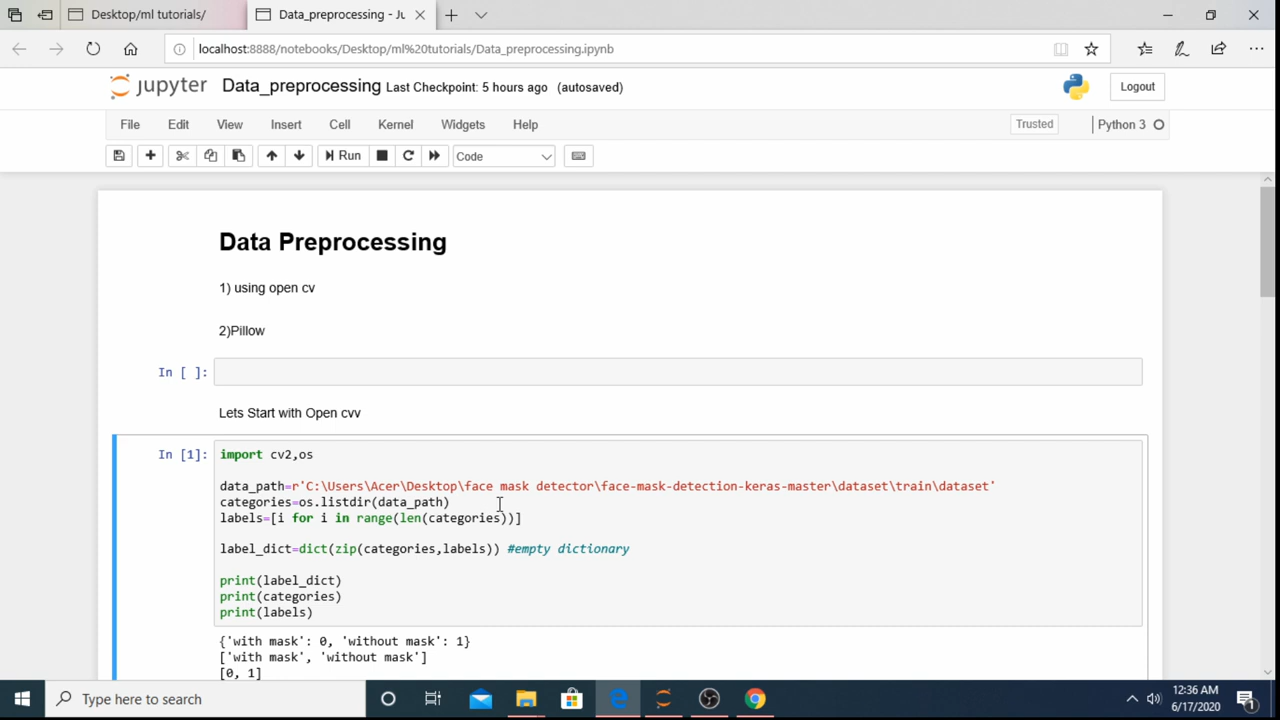 Desktop/ml tutorials/
Data_preprocessing - Ju
localhost:8888/notebooks/Desktop/ml%20tutorials/Data_preprocessing.ipynb
jupyter Data_preprocessing Last Checkpoint: 5 hours ago (autosaved)
Logout
File Edit View Insert Cell Kernel Widgets Help
Trusted
Python 3
Run
Code
Data Preprocessing
1) using open cv
2)Pillow
In [ ]:
Lets Start with Open cvv
In [1]:
import cv2,os
data_path=r'C:\Users\Acer\Desktop\face mask detector\face-mask-detection-keras-master\dataset\train\dataset'
categories=os.listdir(data_path)
labels=[i for i in range(len(categories))]
label_dict=dict(zip(categories,labels)) #empty dictionary
print(label_dict)
print(categories)
print(labels)
{'with mask': 0, 'without mask': 1}
['with mask', 'without mask']
[0, 1]
Type here to search
12:36 AM
6/17/2020
1